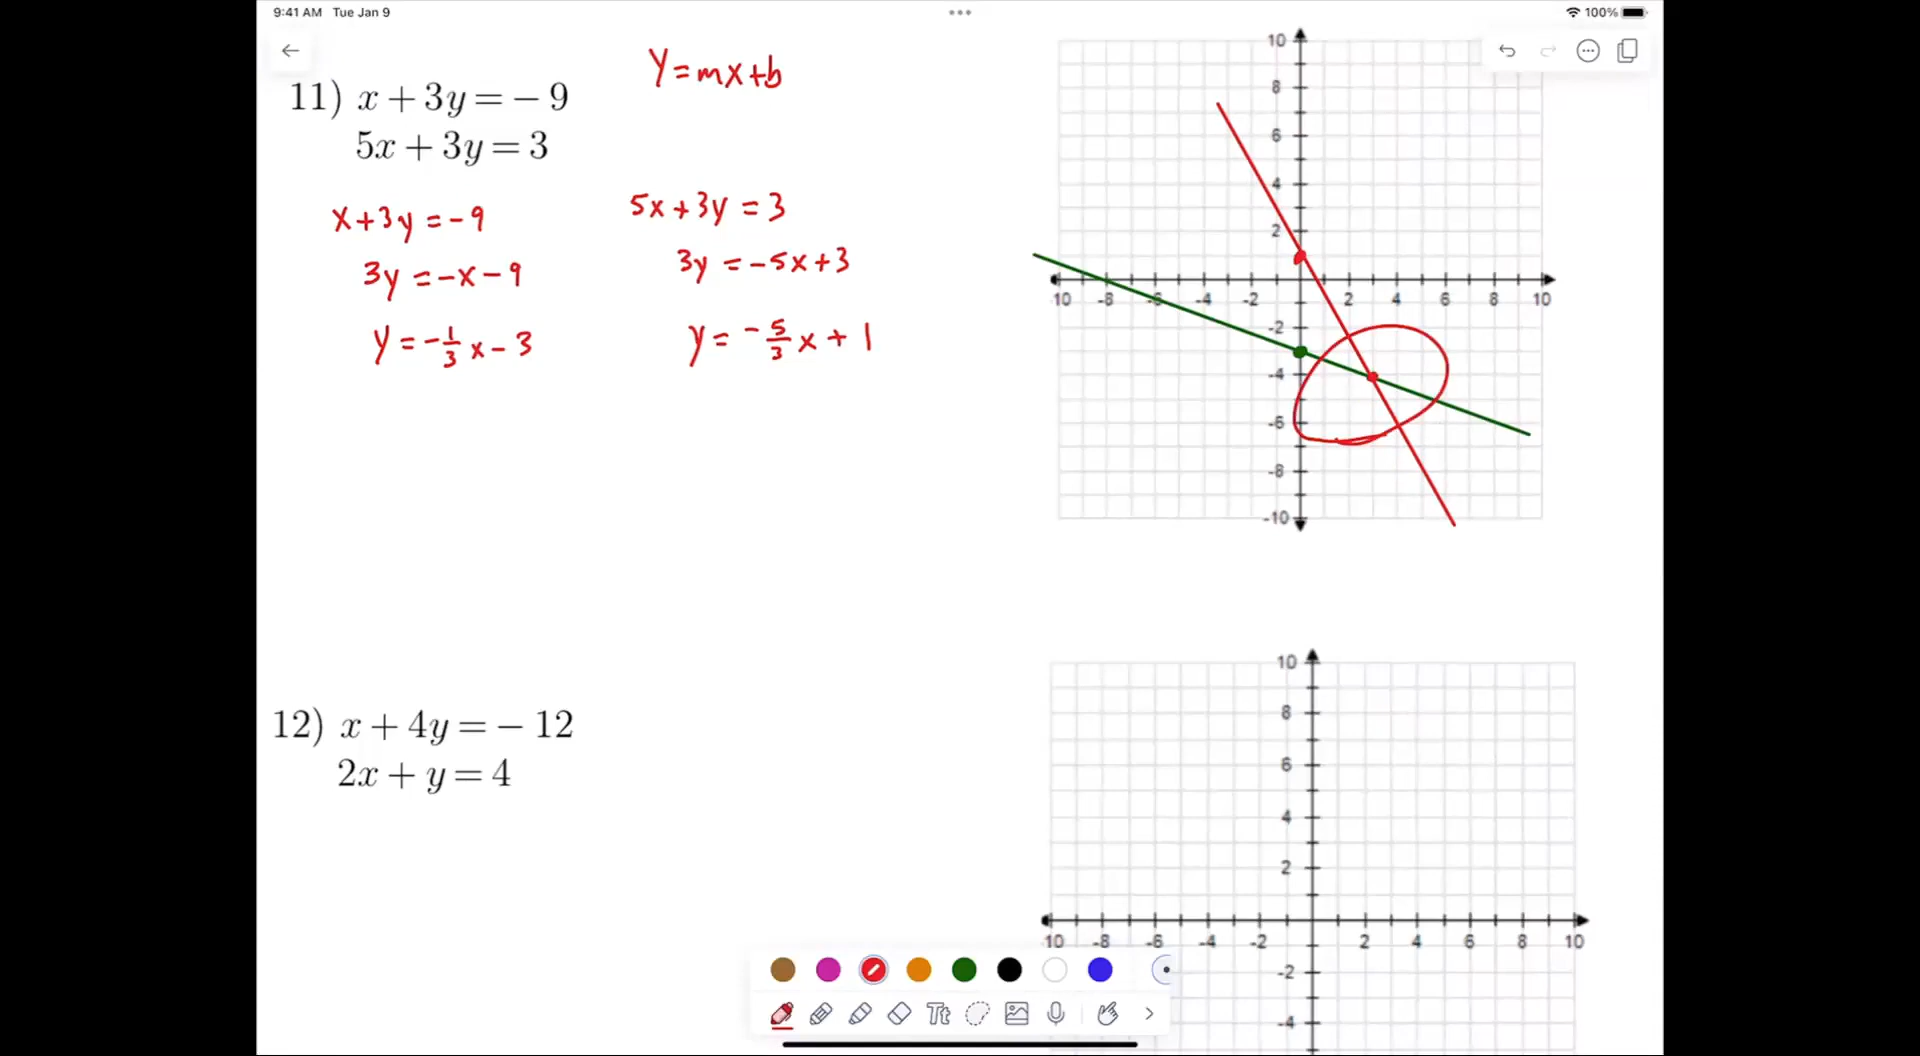 9:41 AM Tue Jan 9
100%
11) x + 3y = − 9
5x + 3y = 3
y = mx + b
x + 3y = -9
3y = -x - 9
y = -1/3 x - 3
5x + 3y = 3
3y = -5x + 3
y = -5/3 x + 1
10
8
6
4
2
10 -8 -6 -4 -2 2 4 6 8 10
-2
-4
-6
-8
-10
12) x + 4y = − 12
2x + y = 4
10
8
6
4
2
10 -8 -6 -4 -2 2 4 6 8 10
-2
-4
Tt